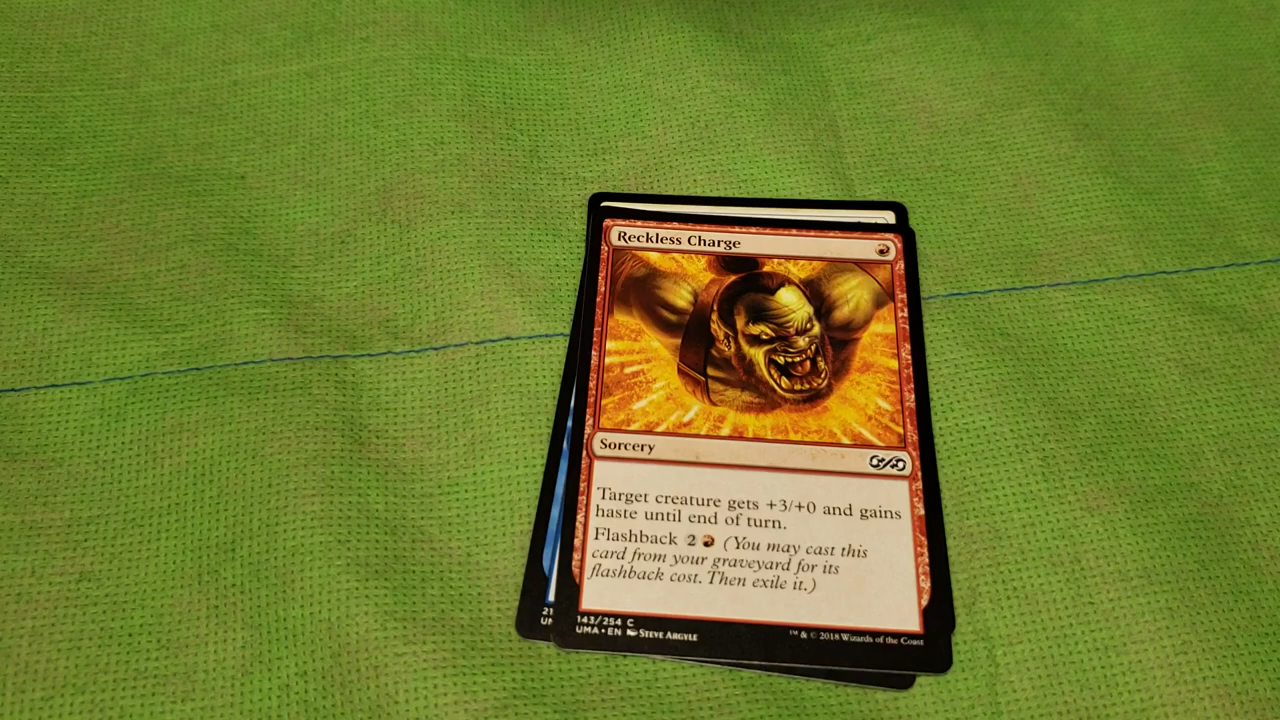 Reckless Charge
Sorcery
Target creature gets +3/+0 and gains
haste until end of turn.
Flashback 2 (You may cast this
card from your graveyard for its
flashback cost. Then exile it.)
143/254 C
UMA • EN Steve Argyle
™ & © 2018 Wizards of the Coast
21
UM